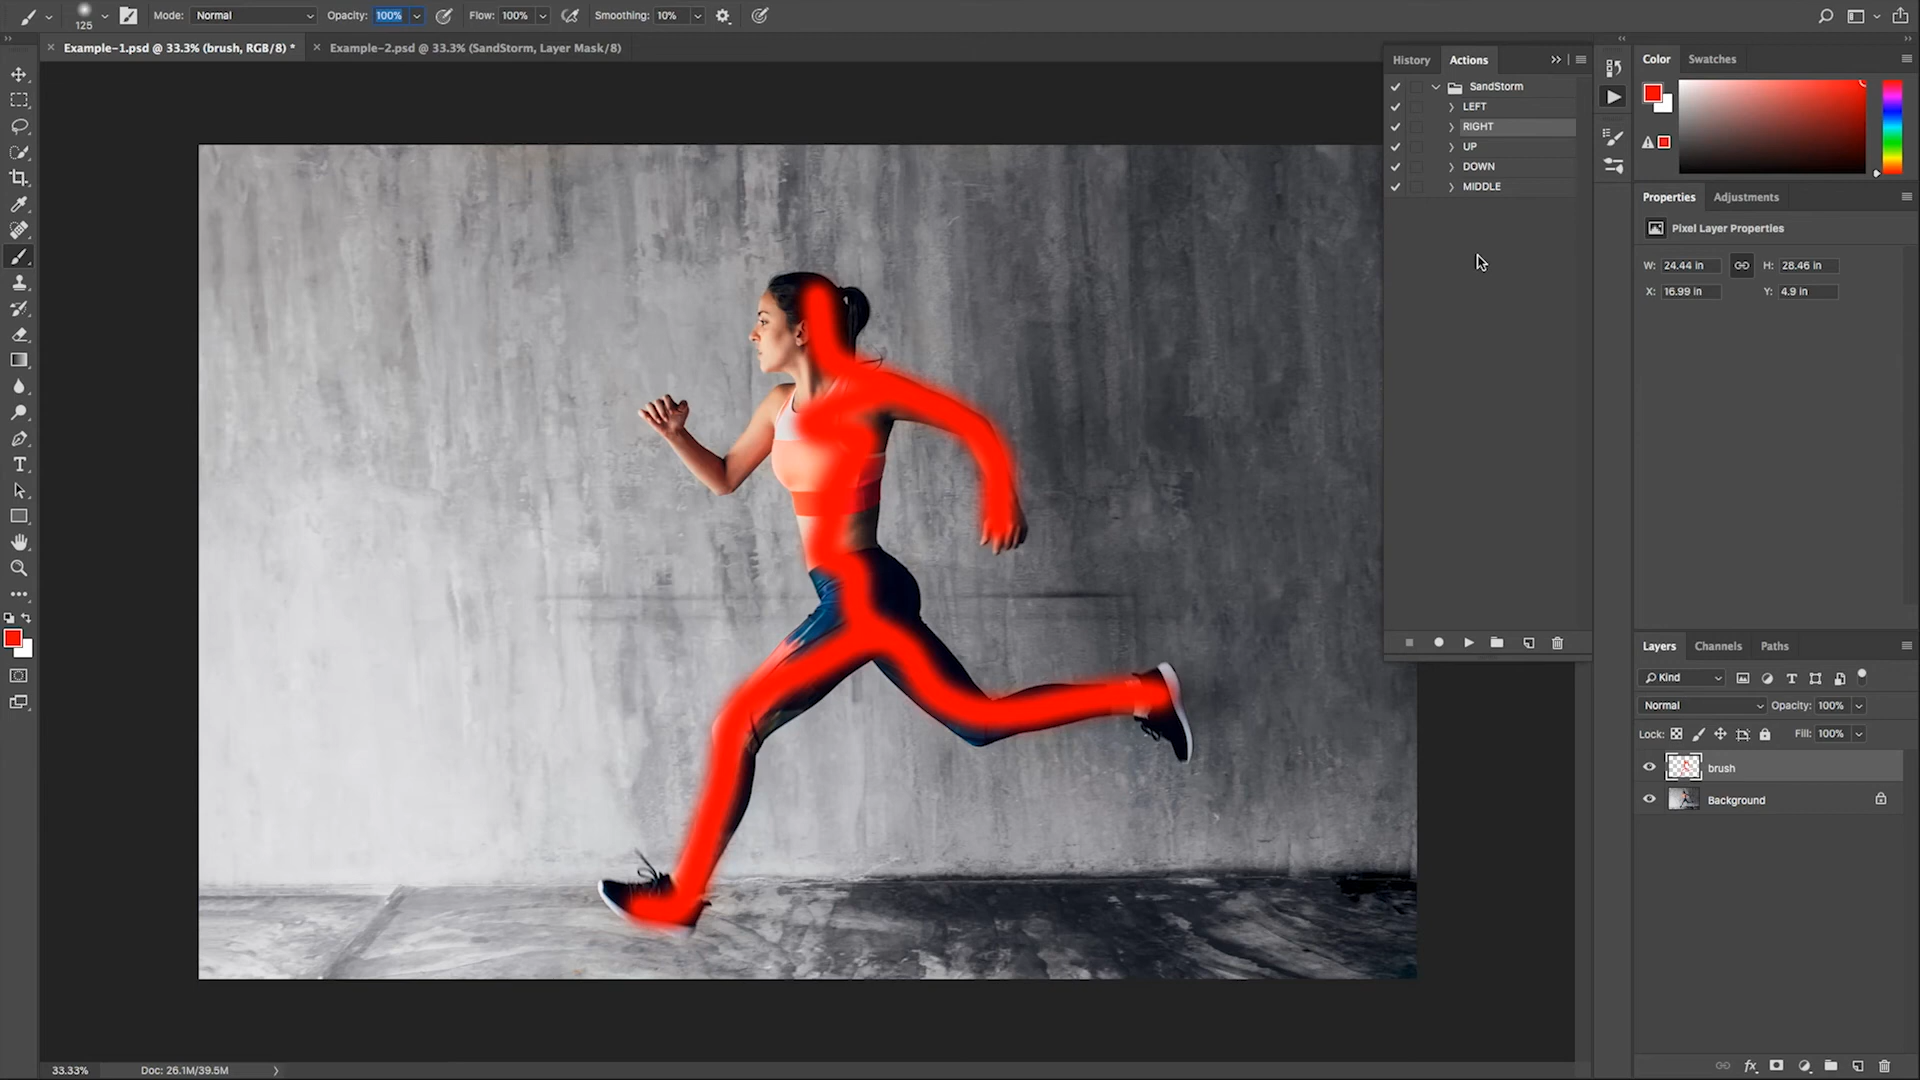 Mode: Normal Opacity: 100% Flow: 100% Smoothing: 10%
125
Example-1.psd @ 33.3% (brush, RGB/8) * Example-2.psd @ 33.3% (SandStorm, Layer Mask/8)
History Actions
SandStorm
LEFT
RIGHT
UP
DOWN
MIDDLE
Color Swatches
Properties Adjustments
Pixel Layer Properties
W: 24.44 in H: 28.46 in
X: 16.99 in Y: 4.9 in
Layers Channels Paths
Kind
Normal Opacity: 100%
Lock: Fill: 100%
brush
Background
33.33% Doc: 26.1M/39.5M